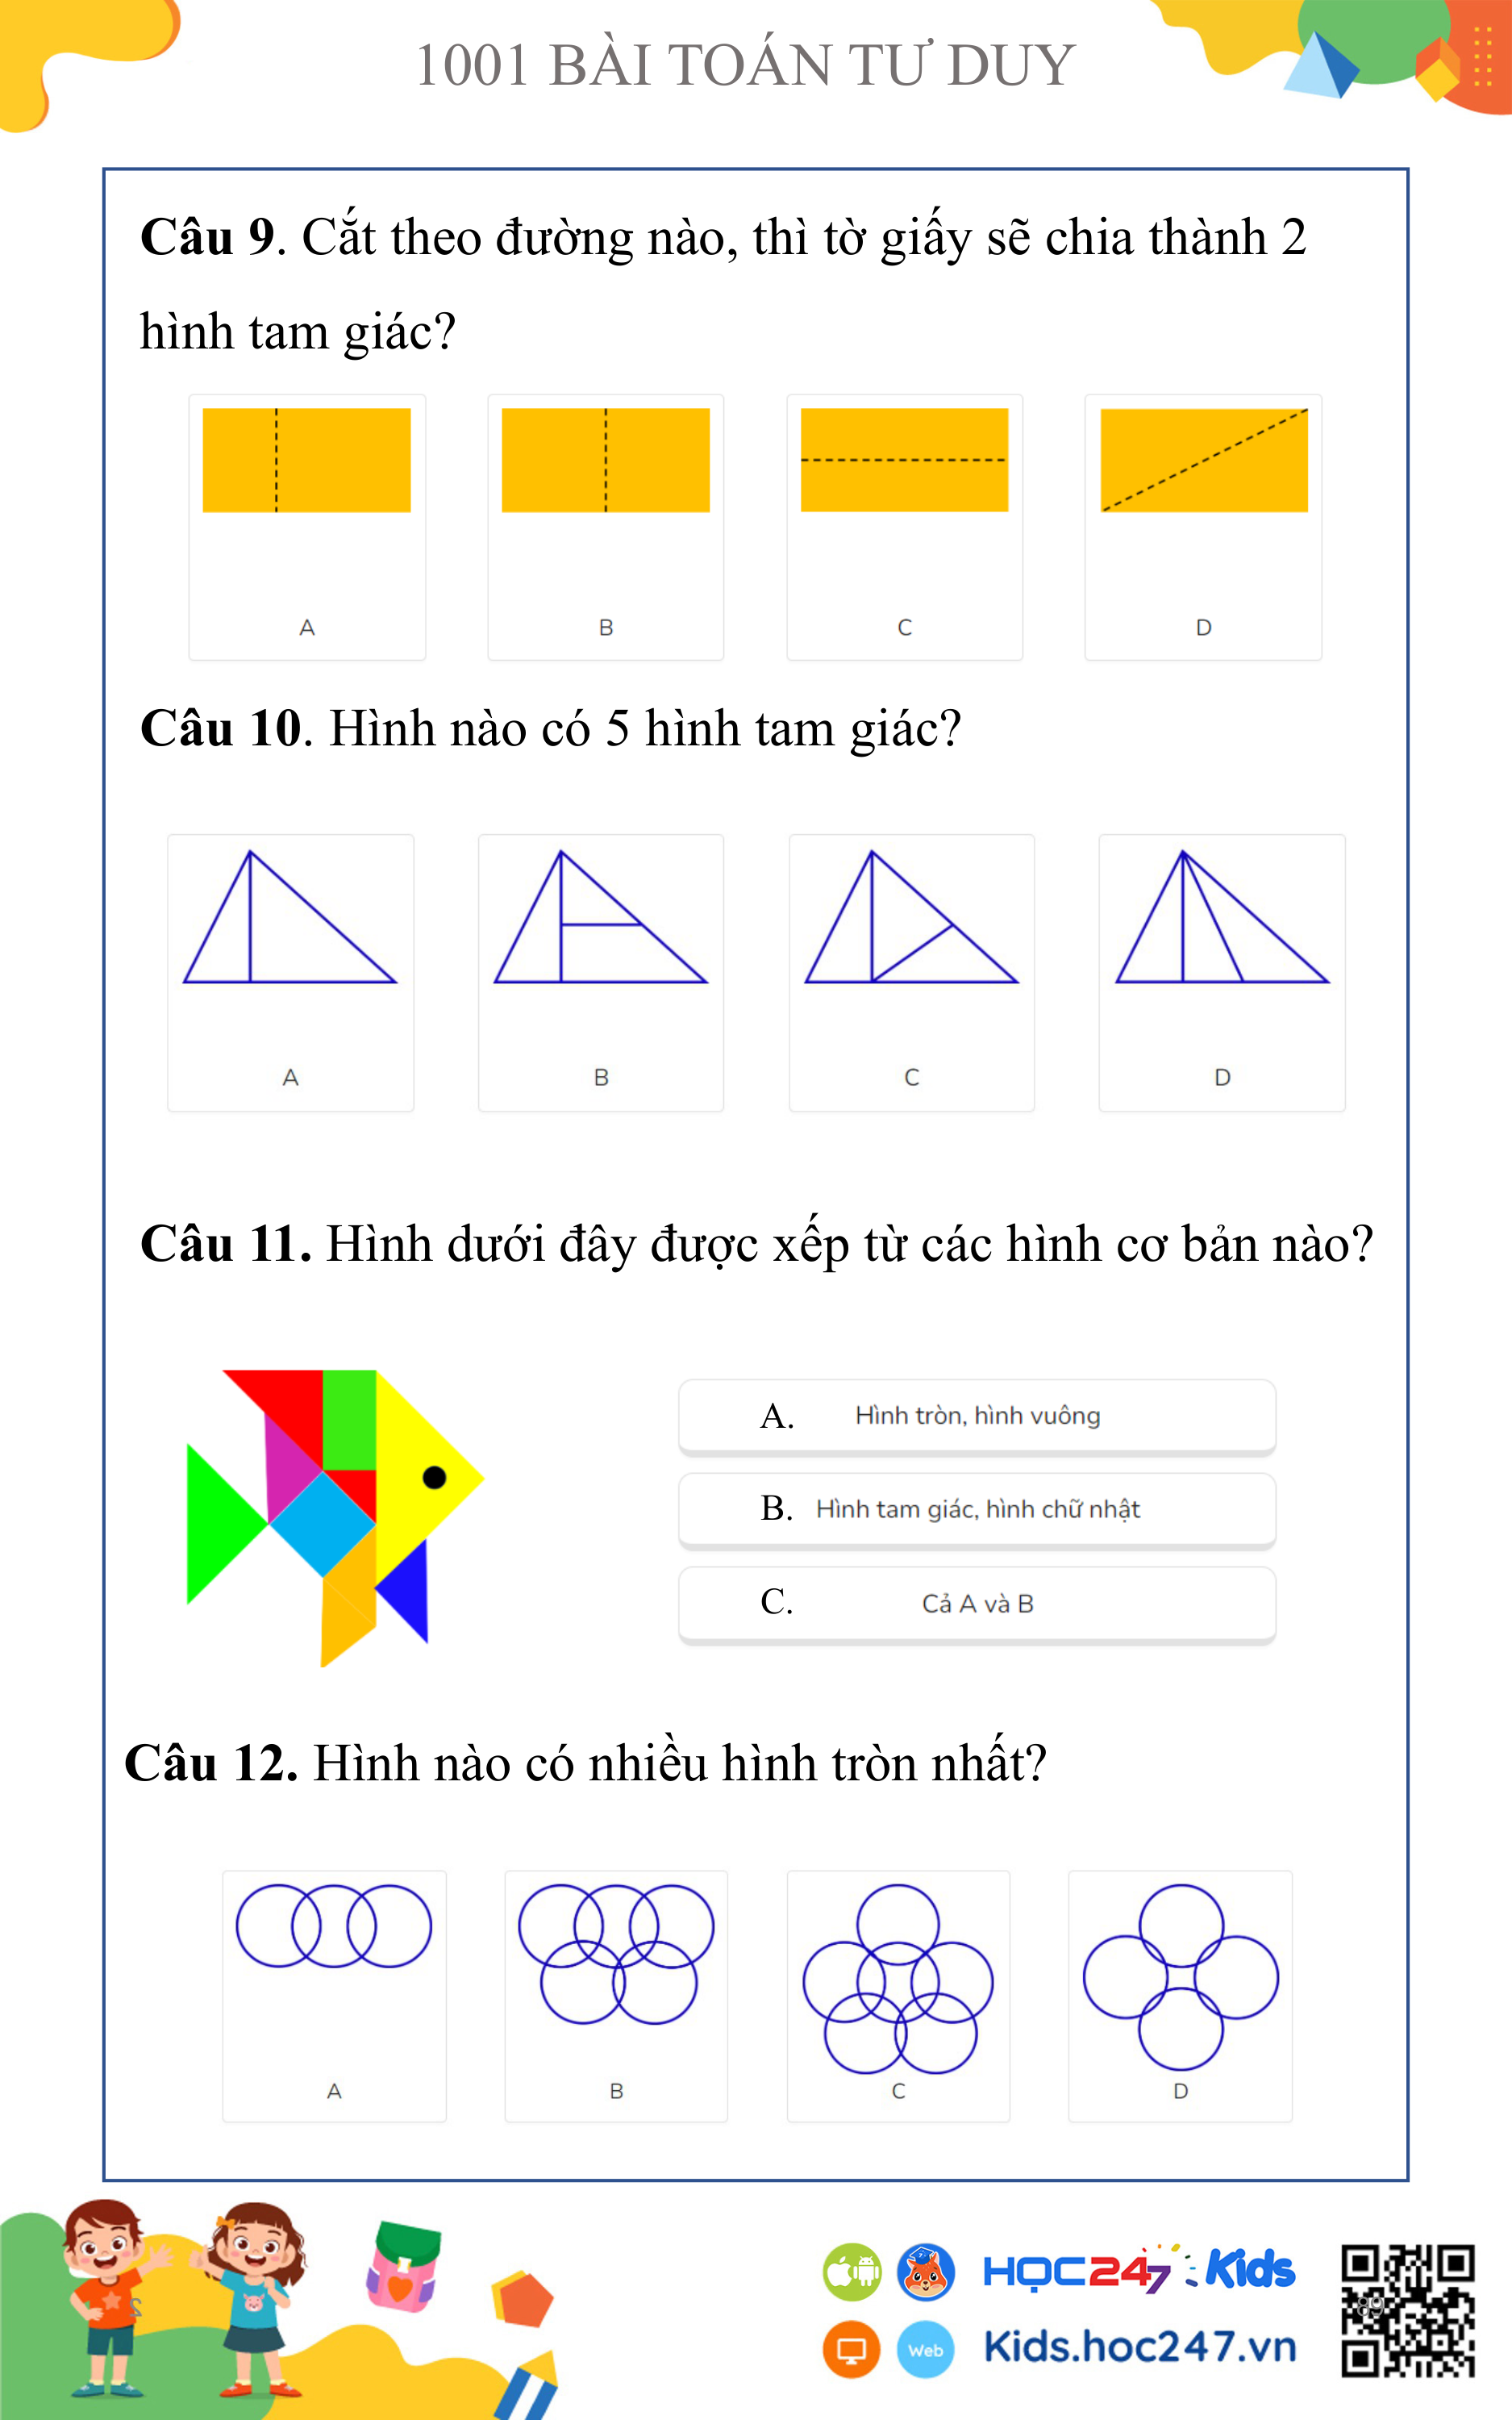 1001 BÀI TOÁN TƯ DUY
Câu 9. Cắt theo đường nào, thì tờ giấy sẽ chia thành 2
hình tam giác?
A B C D
Câu 10. Hình nào có 5 hình tam giác?
A B C D
Câu 11. Hình dưới đây được xếp từ các hình cơ bản nào?
A. Hình tròn, hình vuông
B. Hình tam giác, hình chữ nhật
C. Cả A và B
Câu 12. Hình nào có nhiều hình tròn nhất?
A B C D
HỌC247 Kids
89
Web Kids.hoc247.vn
2